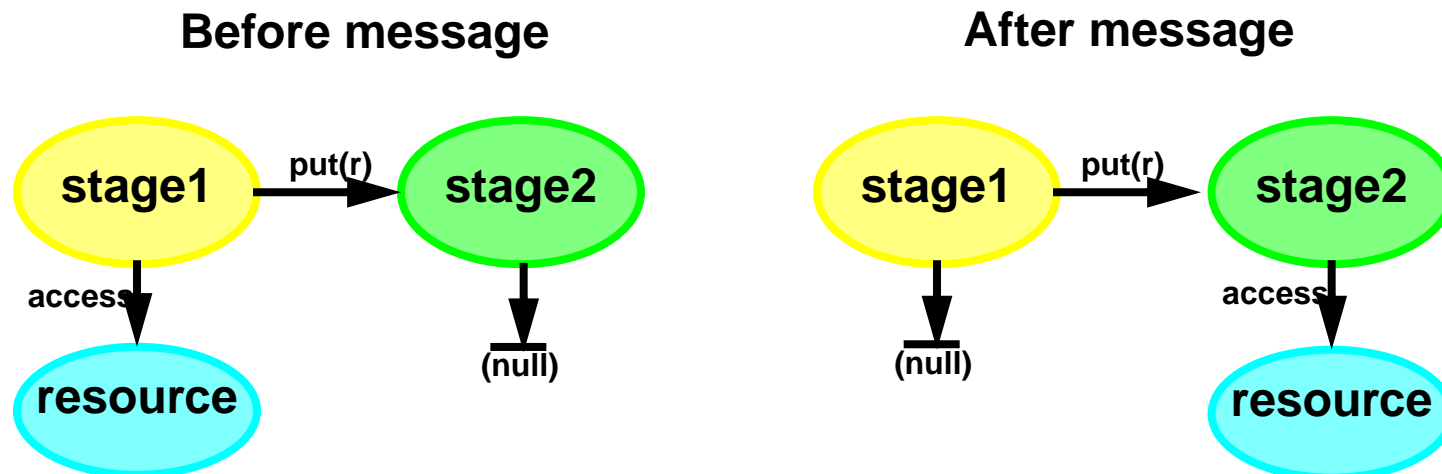 Before message
stage1
put(r)
stage2
access
(null)
resource
After message
stage1
put(r)
stage2
access
(null)
resource